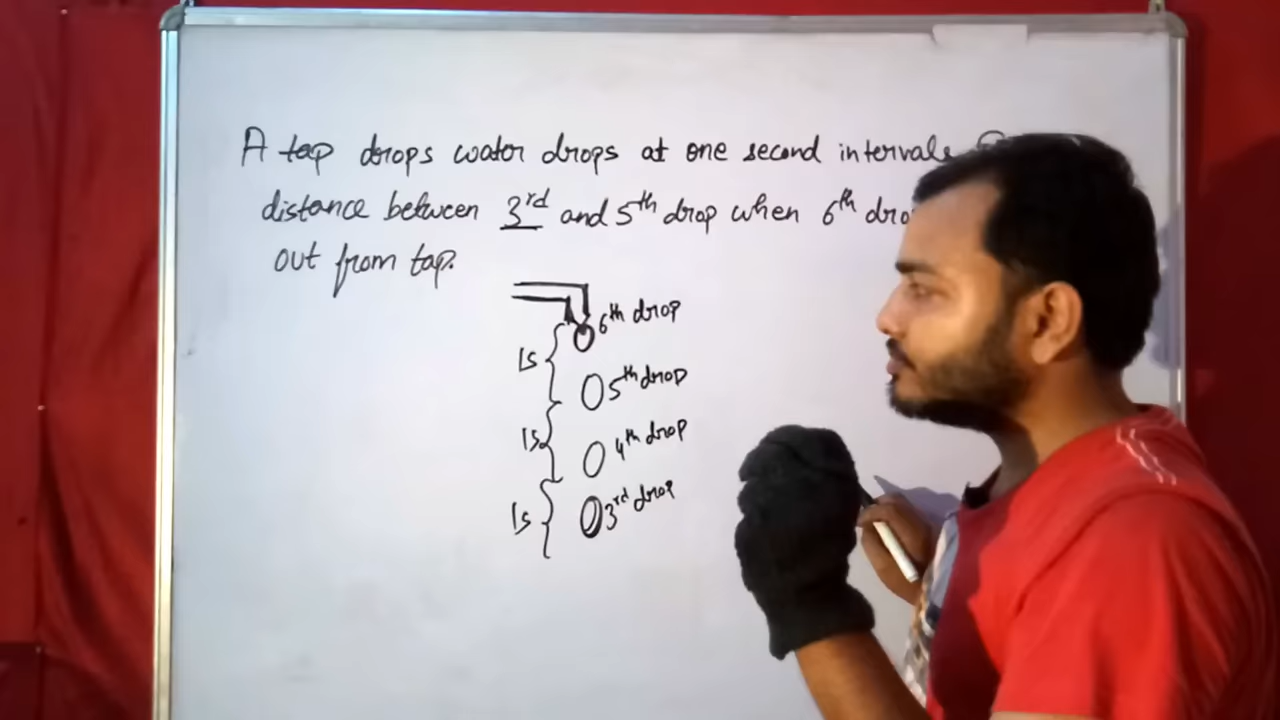 A tap drops water drops at one second intervals
distance between 3rd and 5th drop when 6th
out from tap.
6th drop
1s
5th drop
1s
4th drop
1s
3rd drop